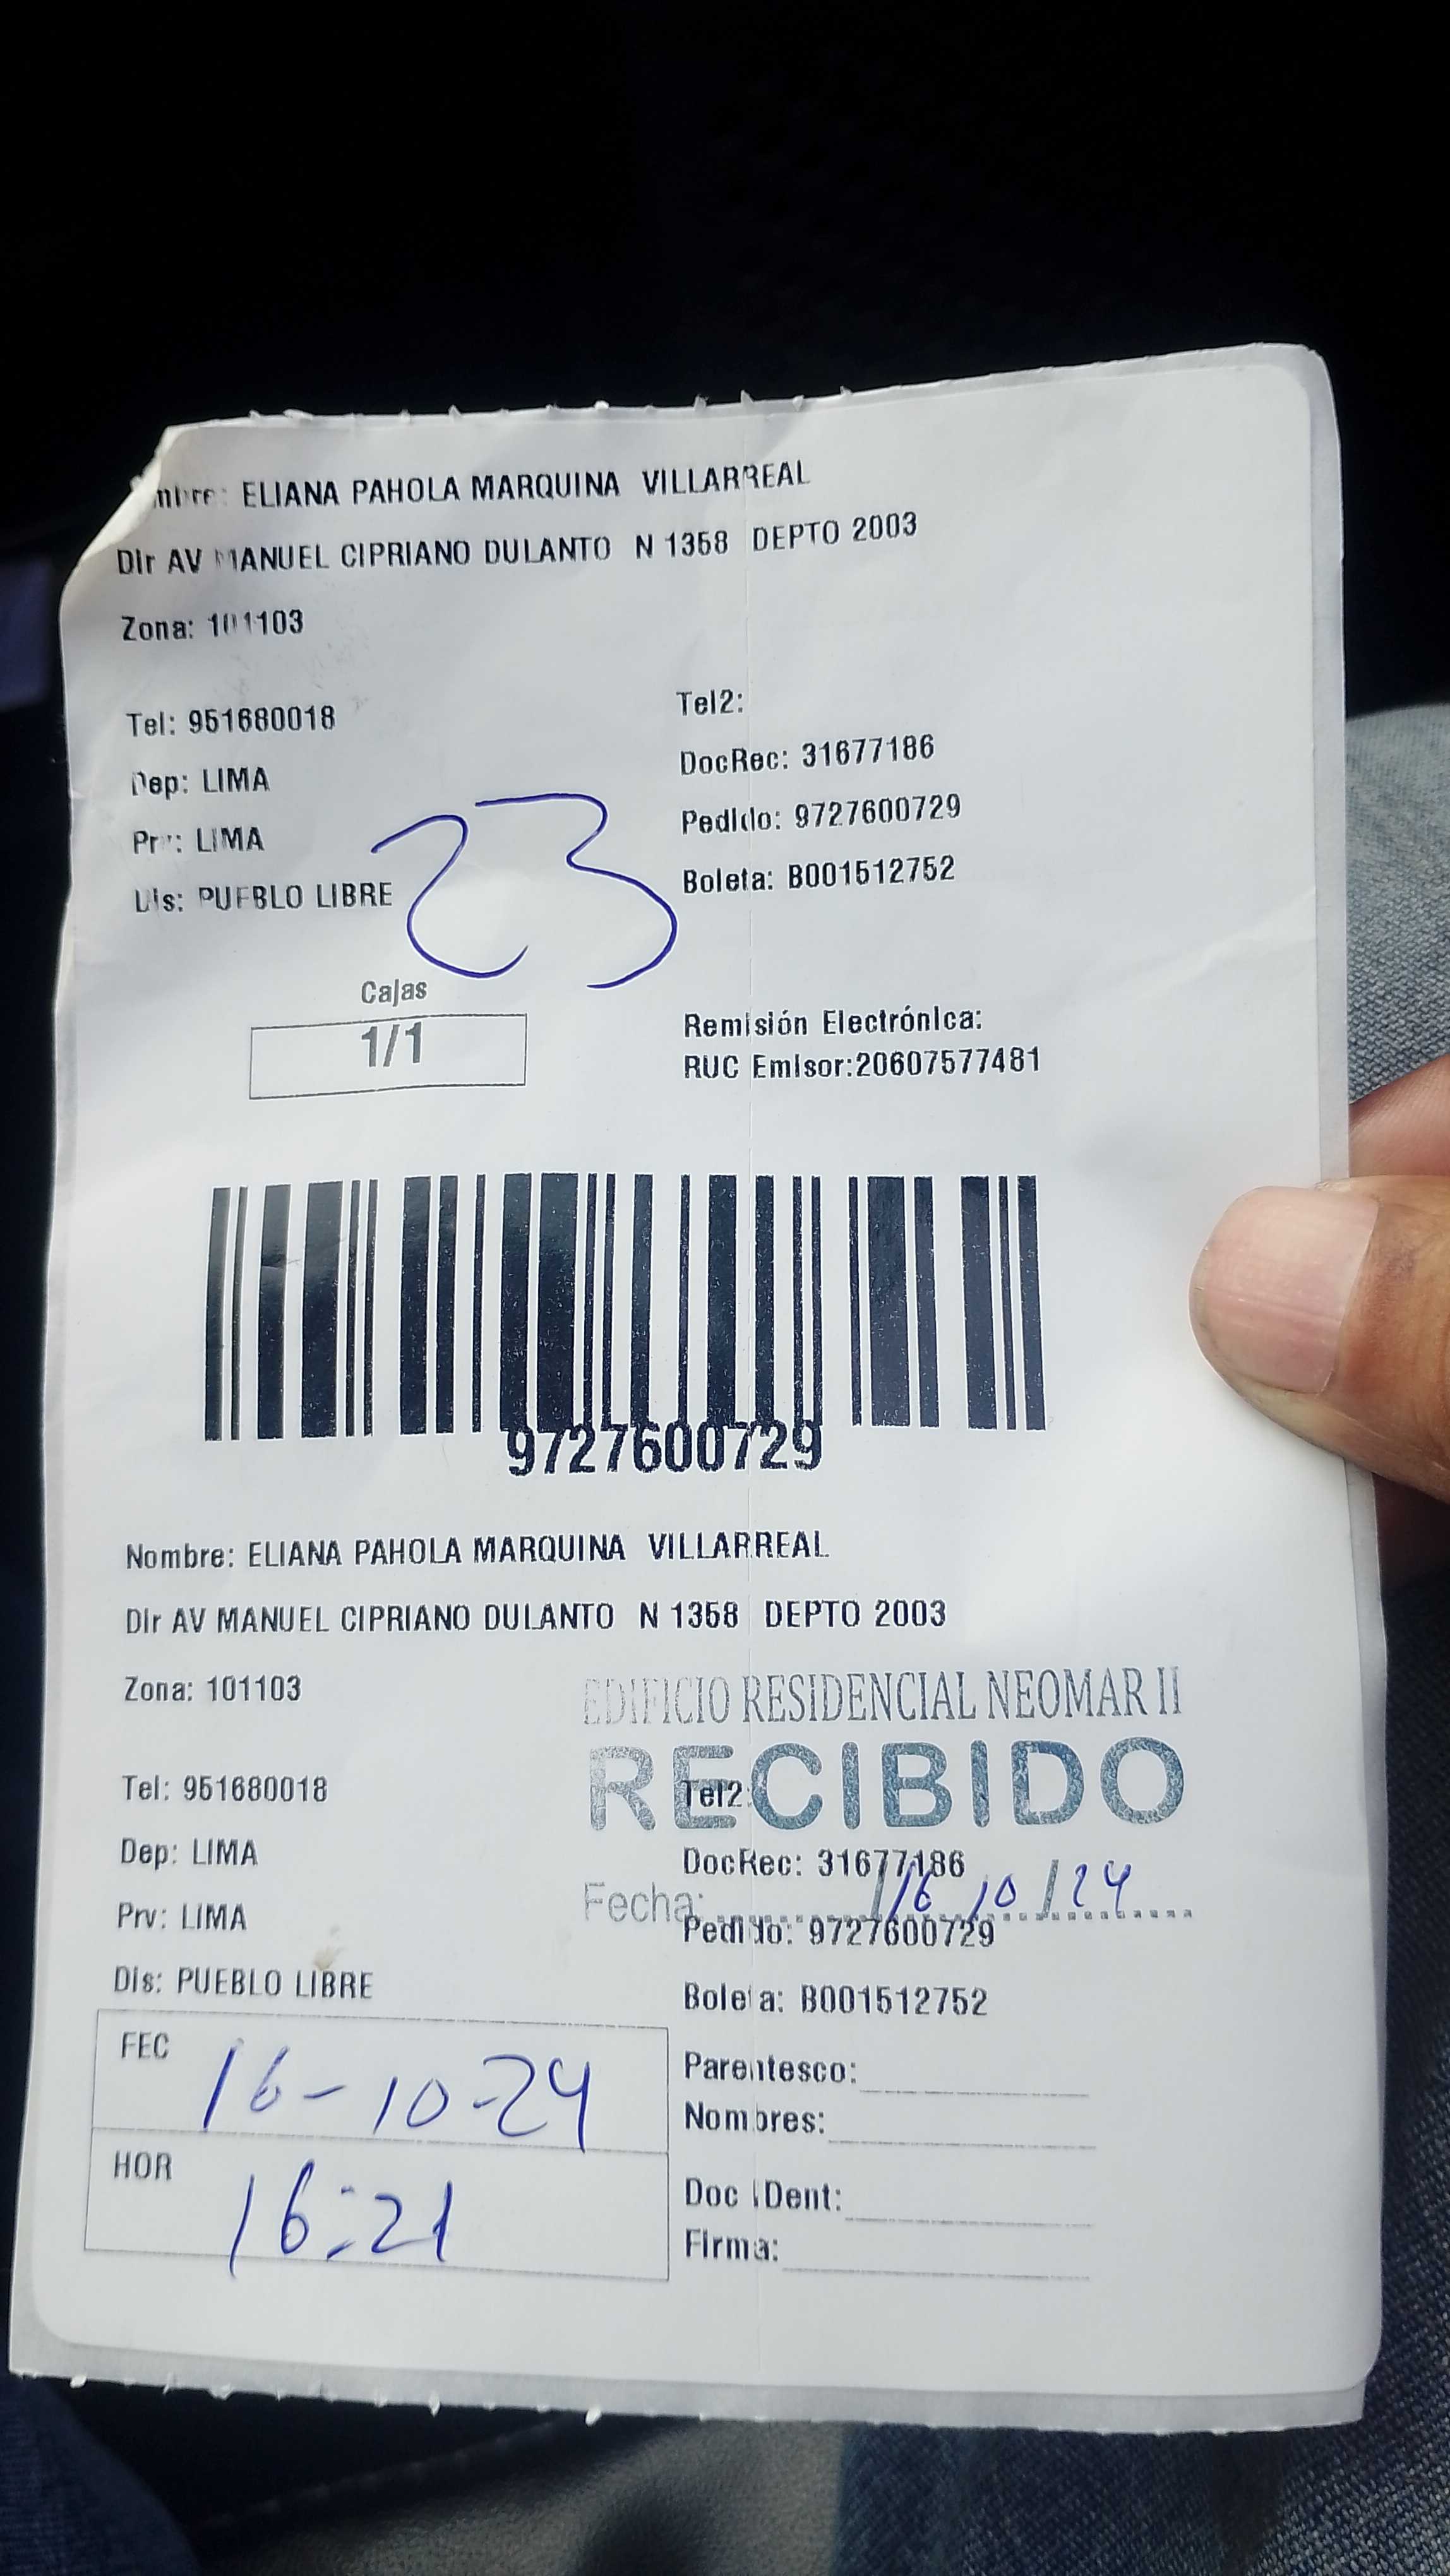 mbre: ELIANA PAHOLA MARQUINA VILLARREAL
Dir AV MANUEL CIPRIANO DULANTO N 1358 DEPTO 2003
Zona: 101103
Tel: 951680018
Tel2:
DocRec: 31677186
Dep: LIMA
Pedido: 9727600729
Prv: LIMA
Boleta: B001512752
Dis: PUEBLO LIBRE
23
Cajas
1/1
Remisión Electrónica:
RUC Emisor:20607577481
9727600729
Nombre: ELIANA PAHOLA MARQUINA VILLARREAL
Dir AV MANUEL CIPRIANO DULANTO N 1358 DEPTO 2003
Zona: 101103
EDIFICIO RESIDENCIAL NEOMAR II
RECIBIDO
Tel: 951680018
Tel2:
Dep: LIMA
DocRec: 31677186
Fecha: 16/10/24
Prv: LIMA
Pedido: 9727600729
Dis: PUEBLO LIBRE
Boleta: B001512752
FEC 16-10-24
Parentesco:
Nombres:
HOR 16:21
Doc IDent:
Firma: